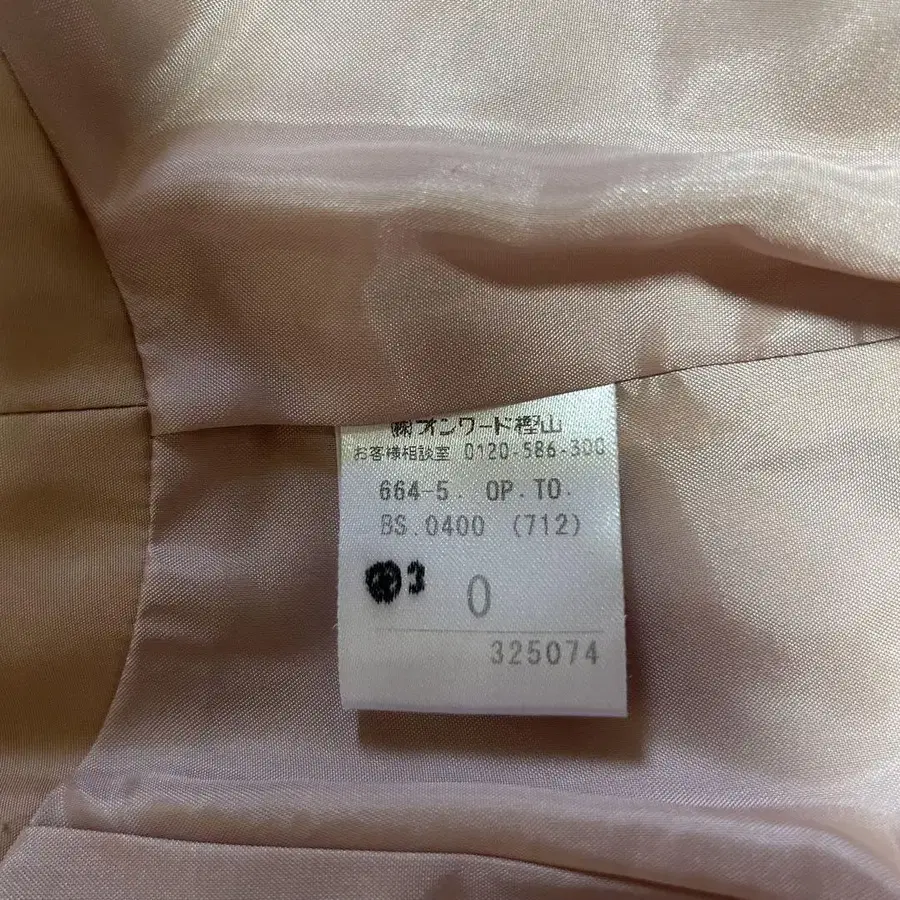 ㈱オンワード樫山
お客様相談室 0120-586-300
664-5. OP.TO.
BS.0400 (712)
3 0
325074